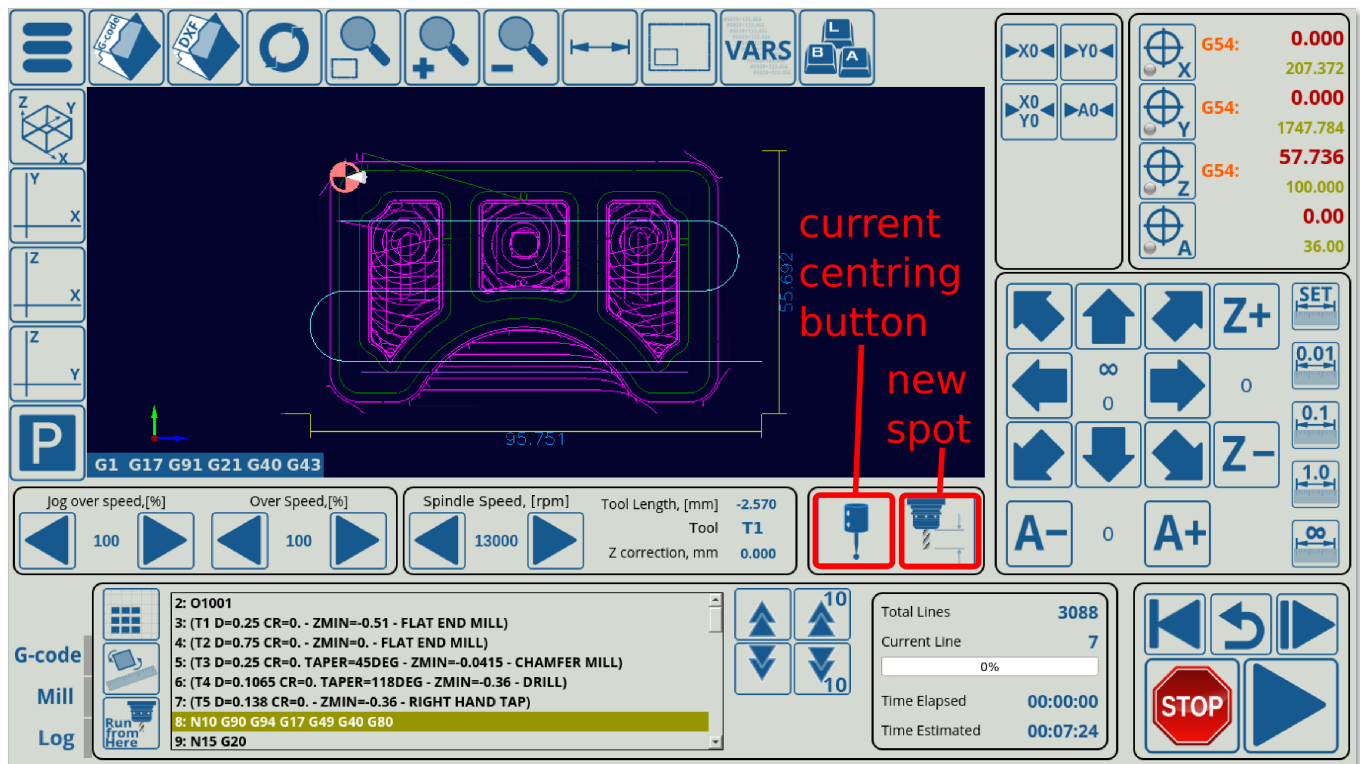 G-code
DXF
VARS
L
B A
X0 Y0
X0
Y0
A0
X
G54: 0.000
207.372
Y
G54: 0.000
1747.784
Z
G54: 57.736
100.000
A
0.00
36.00
Z Y
X
Y
X
Z
X
Z
Y
P
55.692
95.751
G1 G17 G91 G21 G40 G43
current
centring
button
new
spot
Z+
SET
∞
0
0
0.01
0.1
Z-
1.0
A-
0
A+
∞
Jog over speed,[%]
100
Over Speed,[%]
100
Spindle Speed, [rpm]
13000
Tool Length, [mm] -2.570
Tool T1
Z correction, mm 0.000
G-code
Mill
Log
Run
from
Here
2: O1001
3: (T1 D=0.25 CR=0. - ZMIN=-0.51 - FLAT END MILL)
4: (T2 D=0.75 CR=0. - ZMIN=0. - FLAT END MILL)
5: (T3 D=0.25 CR=0. TAPER=45DEG - ZMIN=-0.0415 - CHAMFER MILL)
6: (T4 D=0.1065 CR=0. TAPER=118DEG - ZMIN=-0.36 - DRILL)
7: (T5 D=0.138 CR=0. - ZMIN=-0.36 - RIGHT HAND TAP)
8: N10 G90 G94 G17 G49 G40 G80
9: N15 G20
10
10
Total Lines 3088
Current Line 7
0%
Time Elapsed 00:00:00
Time Estimated 00:07:24
STOP